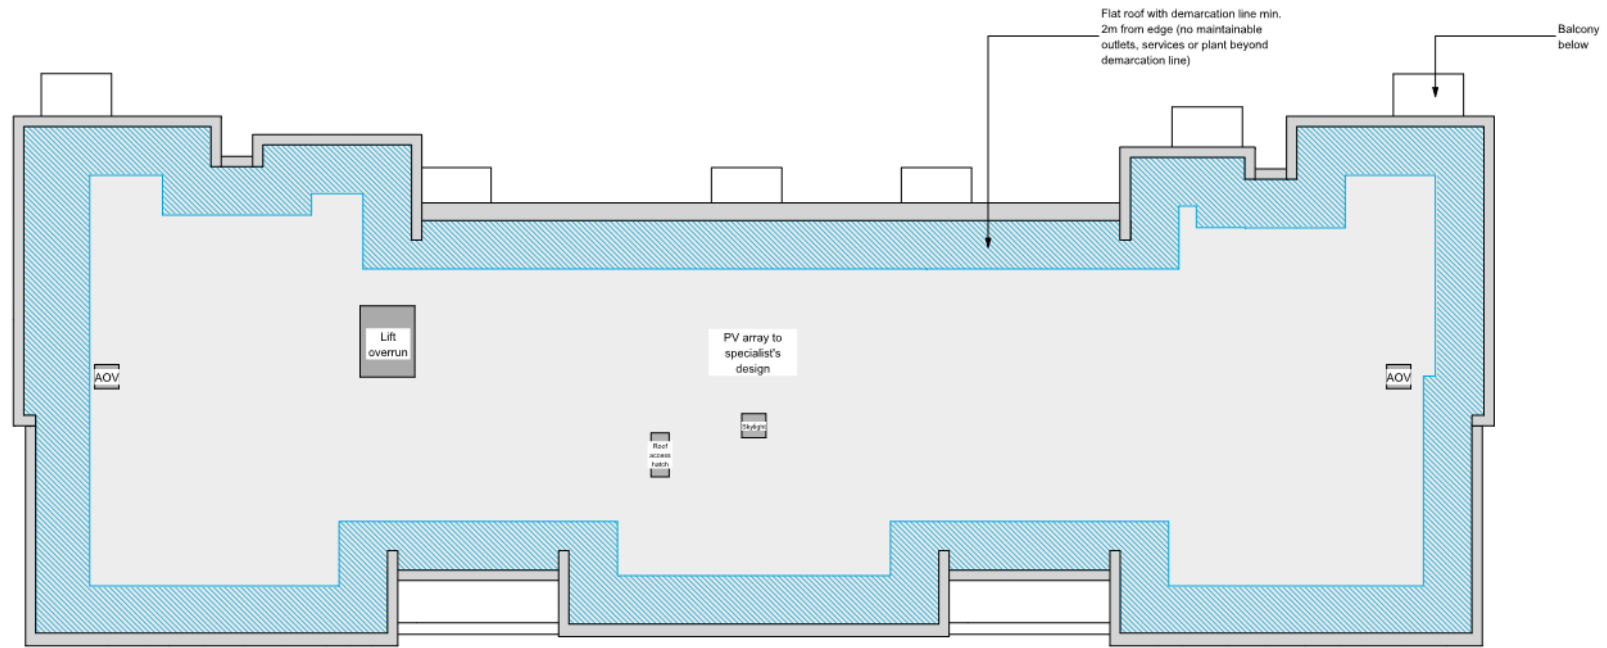 Flat roof with demarcation line min.
2m from edge (no maintainable
outlets, services or plant beyond
demarcation line)
Balcony
below
Lift
overrun
PV array to
specialist's
design
AOV
AOV
Skylight
Roof
access
hatch